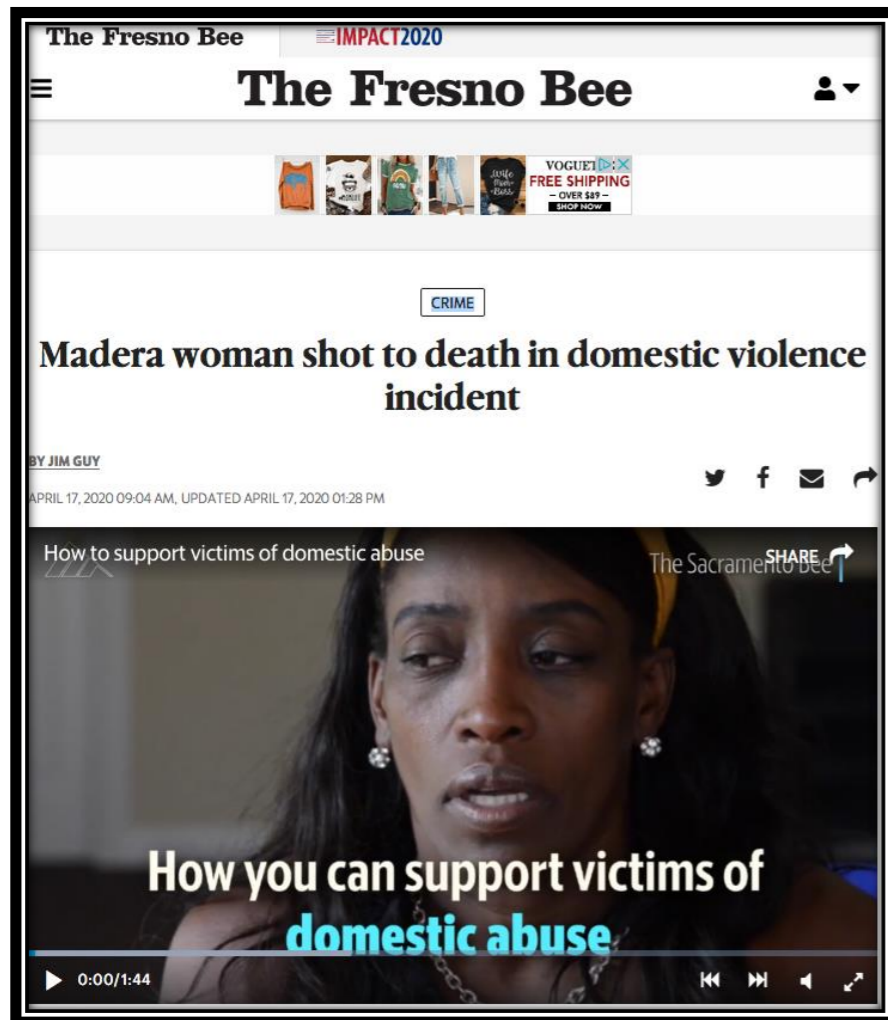 The Fresno Bee
IMPACT2020
The Fresno Bee
VOGUET
FREE SHIPPING
– OVER $89 –
SHOP NOW
CRIME
Madera woman shot to death in domestic violence
incident
BY JIM GUY
APRIL 17, 2020 09:04 AM, UPDATED APRIL 17, 2020 01:28 PM
How to support victims of domestic abuse
The Sacramento Bee
SHARE
How you can support victims of
domestic abuse
0:00/1:44